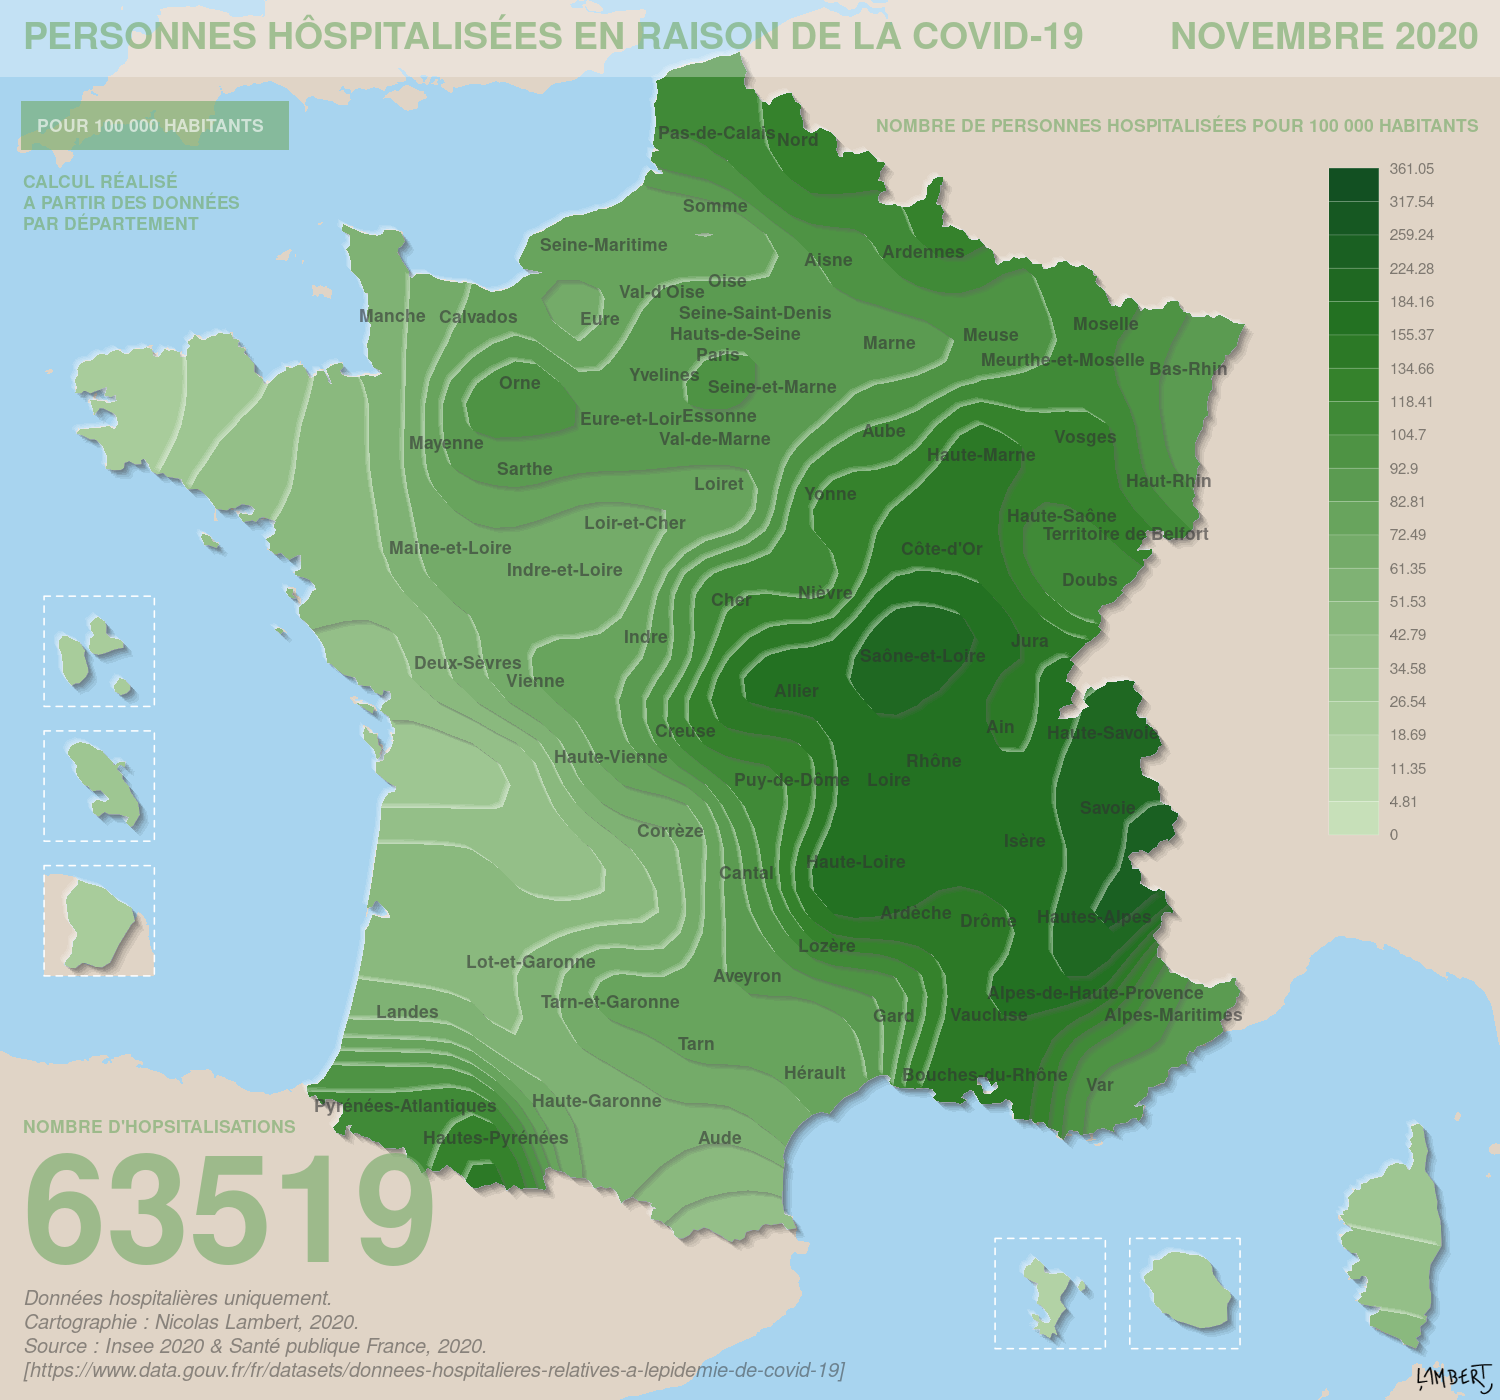 PERSONNES HÔSPITALISÉES EN RAISON DE LA COVID-19
NOVEMBRE 2020
POUR 100 000 HABITANTS
CALCUL RÉALISÉ
A PARTIR DES DONNÉES
PAR DÉPARTEMENT
NOMBRE DE PERSONNES HOSPITALISÉES POUR 100 000 HABITANTS
361.05
317.54
259.24
224.28
184.16
155.37
134.66
118.41
104.7
92.9
82.81
72.49
61.35
51.53
42.79
34.58
26.54
18.69
11.35
4.81
0
Pas-de-Calais
Nord
Somme
Seine-Maritime
Aisne
Ardennes
Oise
Val-d'Oise
Manche
Calvados
Eure
Seine-Saint-Denis
Hauts-de-Seine
Paris
Marne
Meuse
Moselle
Meurthe-et-Moselle
Bas-Rhin
Orne
Yvelines
Seine-et-Marne
Eure-et-Loir
Essonne
Val-de-Marne
Aube
Vosges
Mayenne
Haute-Marne
Sarthe
Loiret
Yonne
Haut-Rhin
Loir-et-Cher
Haute-Saône
Territoire de Belfort
Maine-et-Loire
Côte-d'Or
Indre-et-Loire
Doubs
Cher
Nièvre
Indre
Jura
Deux-Sèvres
Saône-et-Loire
Vienne
Allier
Creuse
Ain
Haute-Savoie
Haute-Vienne
Rhône
Puy-de-Dôme
Loire
Savoie
Corrèze
Isère
Cantal
Haute-Loire
Ardèche
Drôme
Hautes-Alpes
Lot-et-Garonne
Lozère
Aveyron
Tarn-et-Garonne
Alpes-de-Haute-Provence
Landes
Gard
Vaucluse
Alpes-Maritimes
Tarn
Hérault
Bouches-du-Rhône
Var
Pyrénées-Atlantiques
Haute-Garonne
Hautes-Pyrénées
Aude
NOMBRE D'HOPSITALISATIONS
63519
Données hospitalières uniquement.
Cartographie : Nicolas Lambert, 2020.
Source : Insee 2020 & Santé publique France, 2020.
[https://www.data.gouv.fr/fr/datasets/donnees-hospitalieres-relatives-a-lepidemie-de-covid-19]
LAMBERT